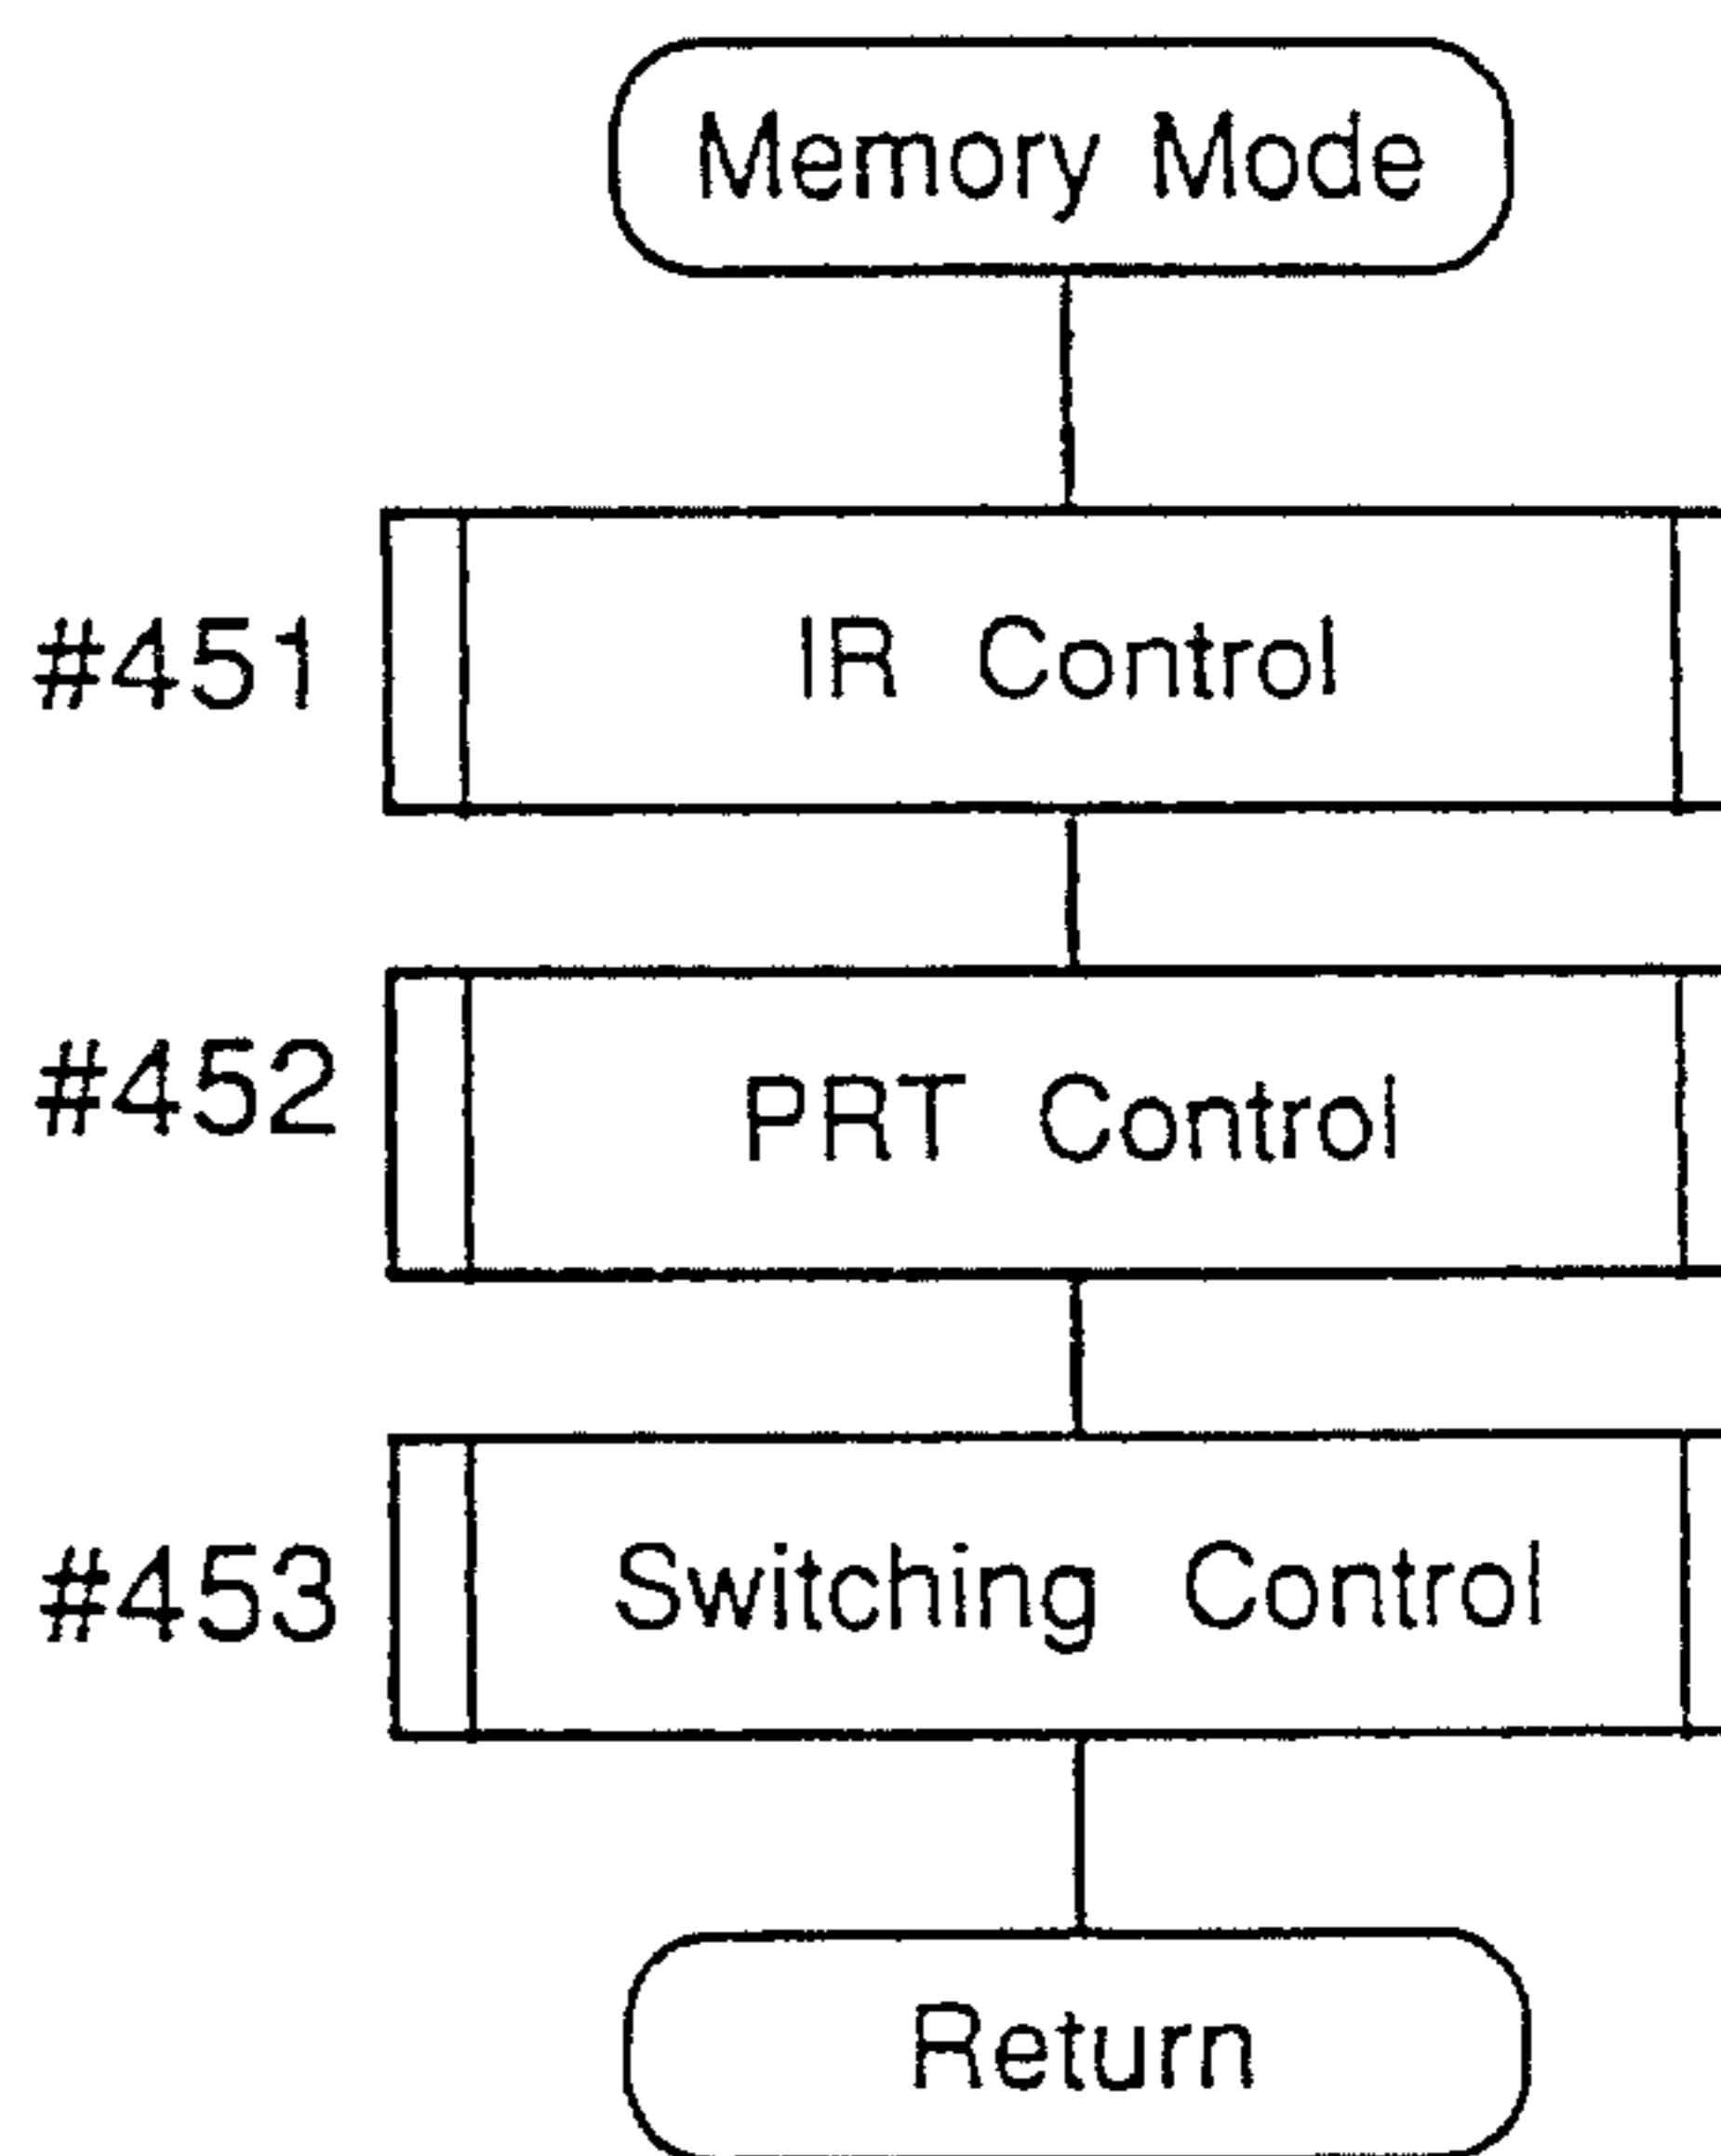 Memory Mode
#451 IR Control
#452 PRT Control
#453 Switching Control
Return